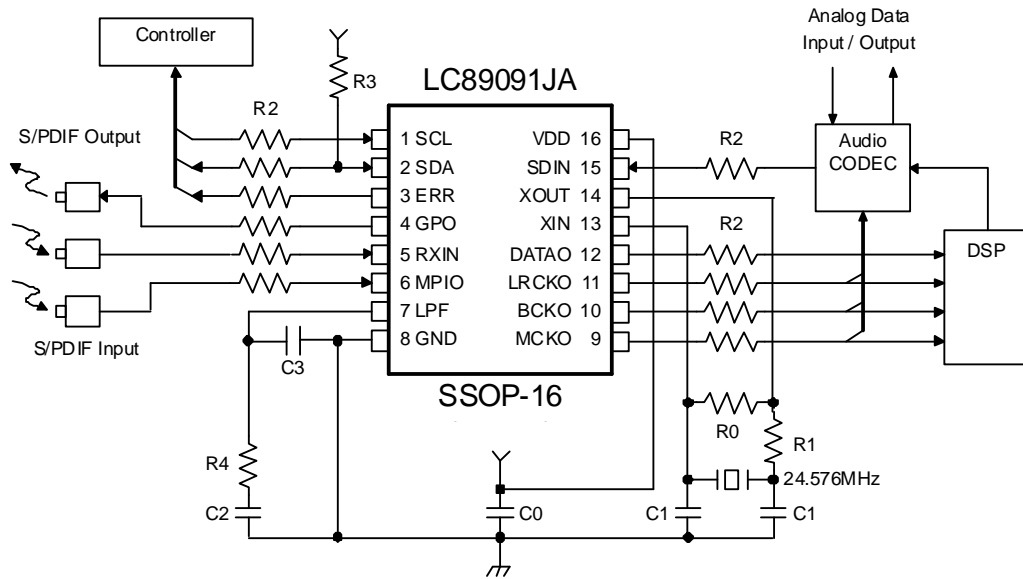 Analog Data
Input / Output
Controller
R3
LC89091JA
R2
S/PDIF Output
1 SCL
2 SDA
3 ERR
4 GPO
5 RXIN
6 MPIO
7 LPF
8 GND
VDD 16
SDIN 15
XOUT 14
XIN 13
DATAO 12
LRCKO 11
BCKO 10
MCKO 9
R2
Audio
CODEC
R2
DSP
S/PDIF Input
C3
SSOP-16
R0
R1
R4
24.576MHz
C2
C0
C1
C1